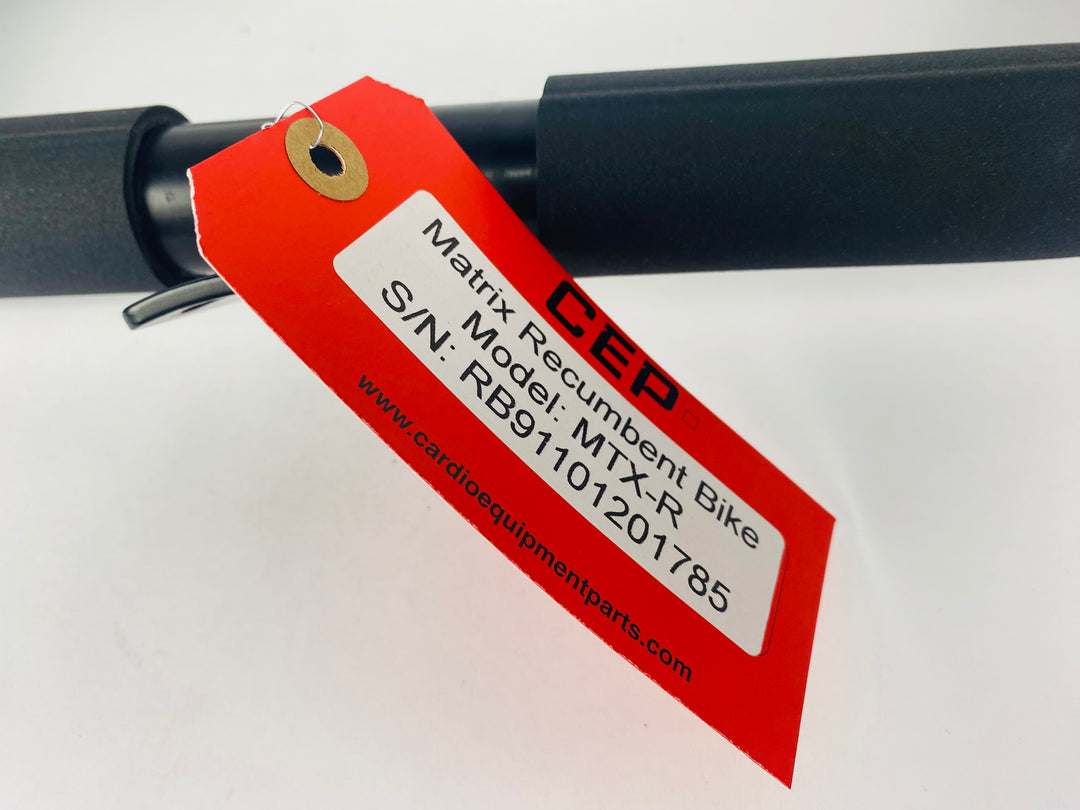 CEP
Matrix Recumbent Bike
Model: MTX-R
S/N: RB91101201785
www.cardioequipmentparts.com